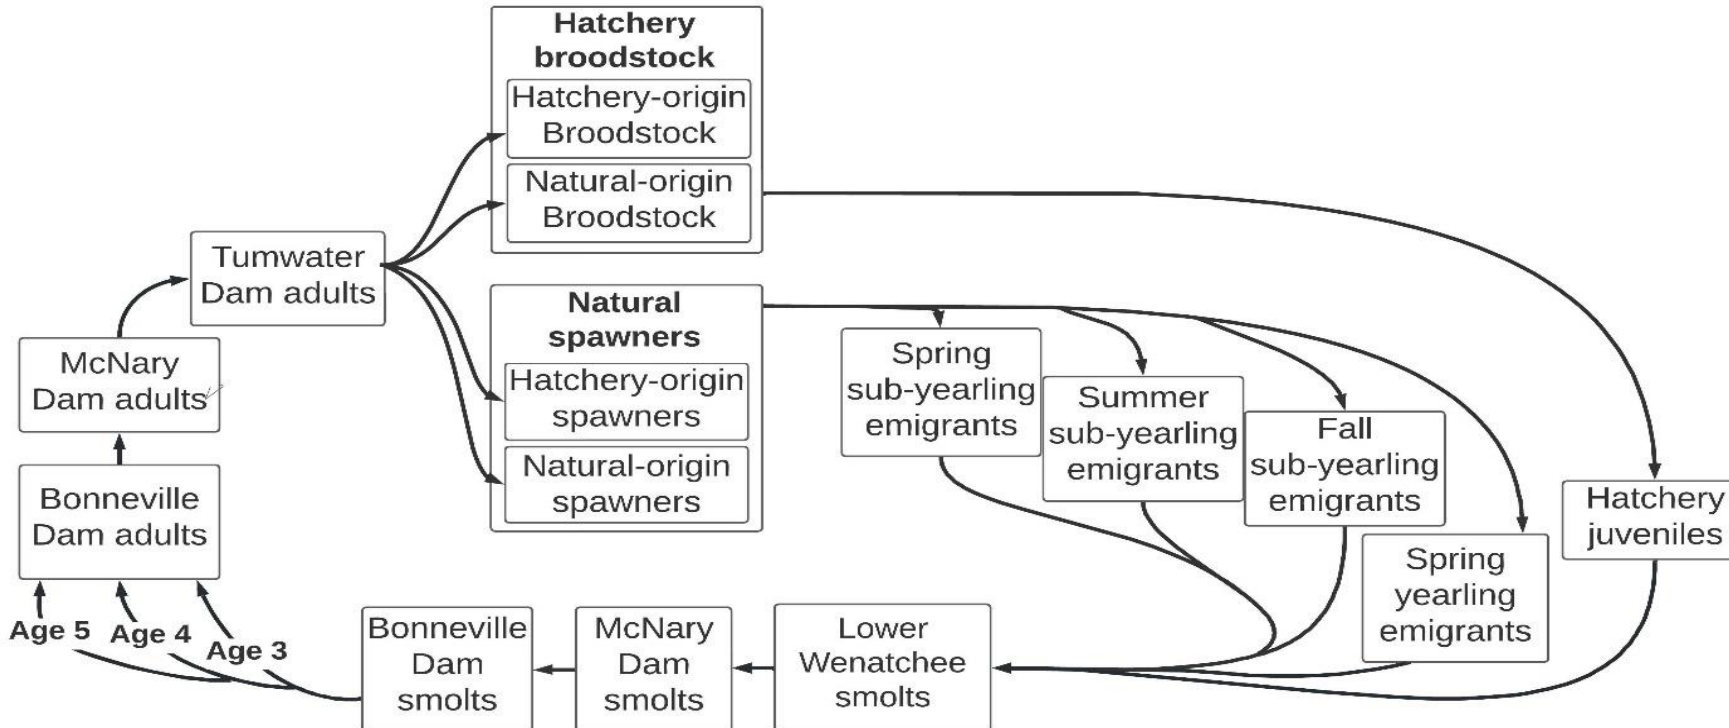 Hatchery
broodstock
Hatchery-origin
Broodstock
Natural-origin
Broodstock
Tumwater
Dam adults
Natural
spawners
Hatchery-origin
spawners
Natural-origin
spawners
McNary
Dam adults
Bonneville
Dam adults
Age 5
Age 4
Age 3
Spring
sub-yearling
emigrants
Summer
sub-yearling
emigrants
Fall
sub-yearling
emigrants
Spring
yearling
emigrants
Hatchery
juveniles
Bonneville
Dam
smolts
McNary
Dam
smolts
Lower
Wenatchee
smolts